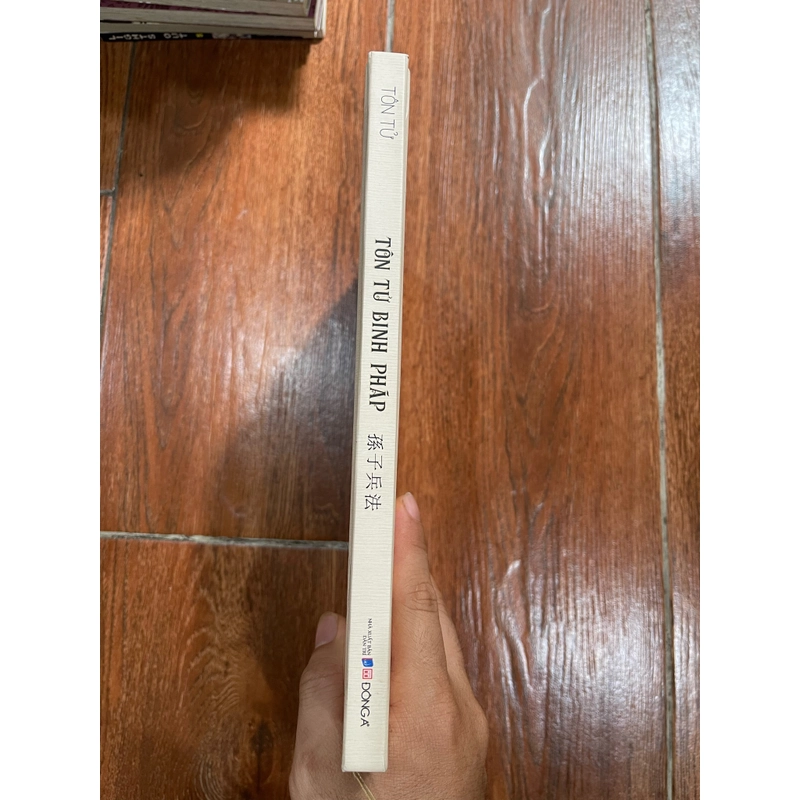 TÔN TỬ
TÔN TỬ BINH PHÁP 孫子兵法
NHÀ XUẤT BẢN
DÂN TRÍ
ĐÔNG A